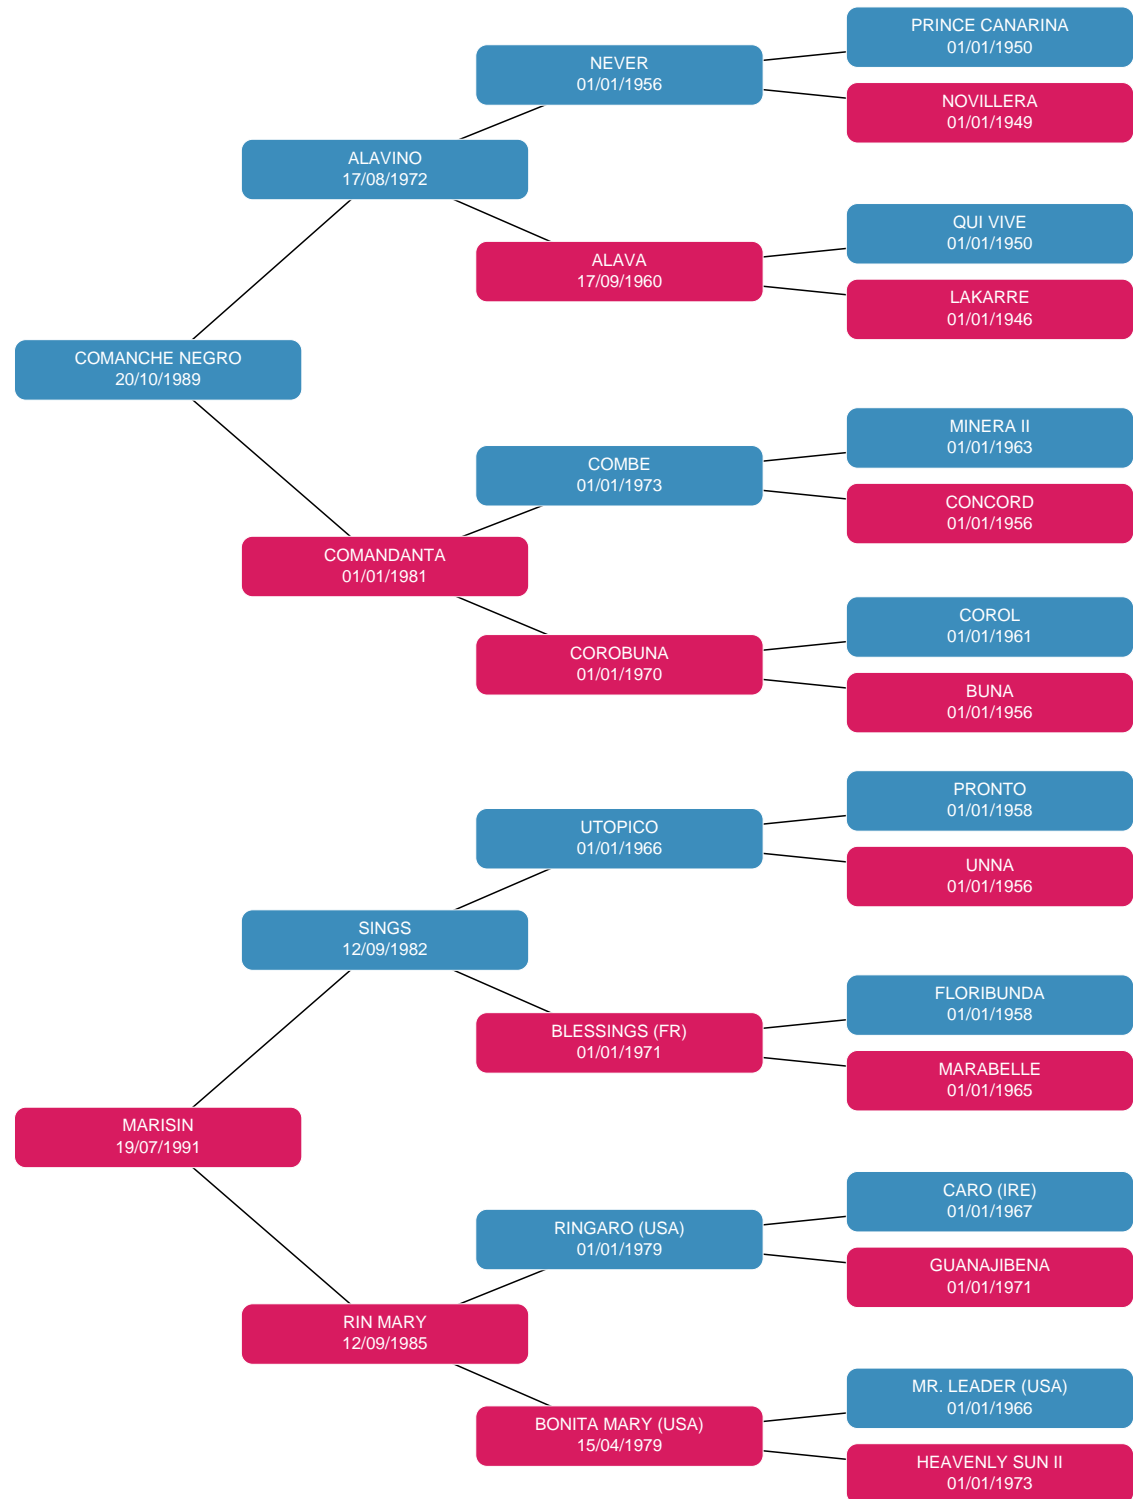 PRINCE CANARINA
01/01/1950
NEVER
01/01/1956
NOVILLERA
01/01/1949
ALAVINO
17/08/1972
QUI VIVE
01/01/1950
ALAVA
17/09/1960
LAKARRE
01/01/1946
COMANCHE NEGRO
20/10/1989
MINERA II
01/01/1963
COMBE
01/01/1973
CONCORD
01/01/1956
COMANDANTA
01/01/1981
COROL
01/01/1961
COROBUNA
01/01/1970
BUNA
01/01/1956
PRONTO
01/01/1958
UTOPICO
01/01/1966
UNNA
01/01/1956
SINGS
12/09/1982
FLORIBUNDA
01/01/1958
BLESSINGS (FR)
01/01/1971
MARABELLE
01/01/1965
MARISIN
19/07/1991
CARO (IRE)
01/01/1967
RINGARO (USA)
01/01/1979
GUANAJIBENA
01/01/1971
RIN MARY
12/09/1985
MR. LEADER (USA)
01/01/1966
BONITA MARY (USA)
15/04/1979
HEAVENLY SUN II
01/01/1973